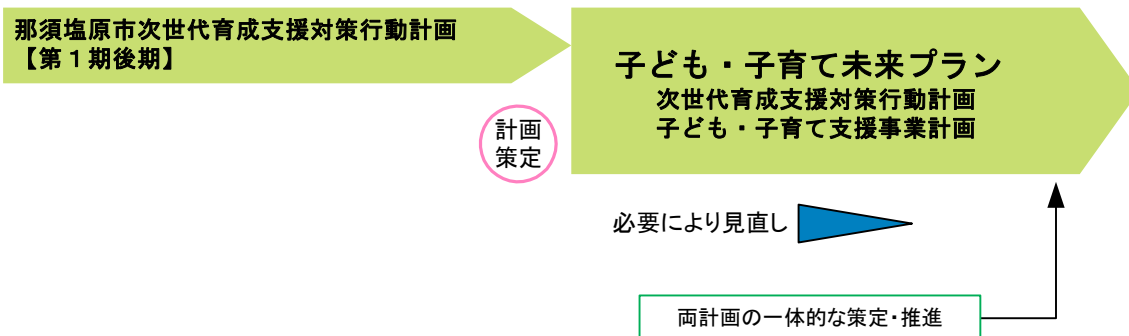 那須塩原市次世代育成支援対策行動計画
【第１期後期】
子ども・子育て未来プラン
次世代育成支援対策行動計画
子ども・子育て支援事業計画
計画
策定
必要により見直し
両計画の一体的な策定・推進